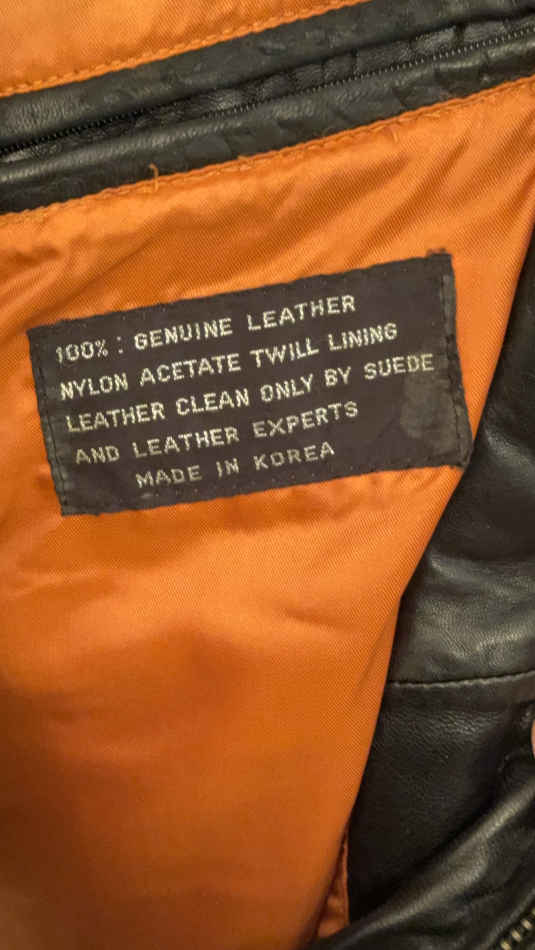 100% : GENUINE LEATHER
NYLON ACETATE TWILL LINING
LEATHER CLEAN ONLY BY SUEDE
AND LEATHER EXPERTS
MADE IN KOREA